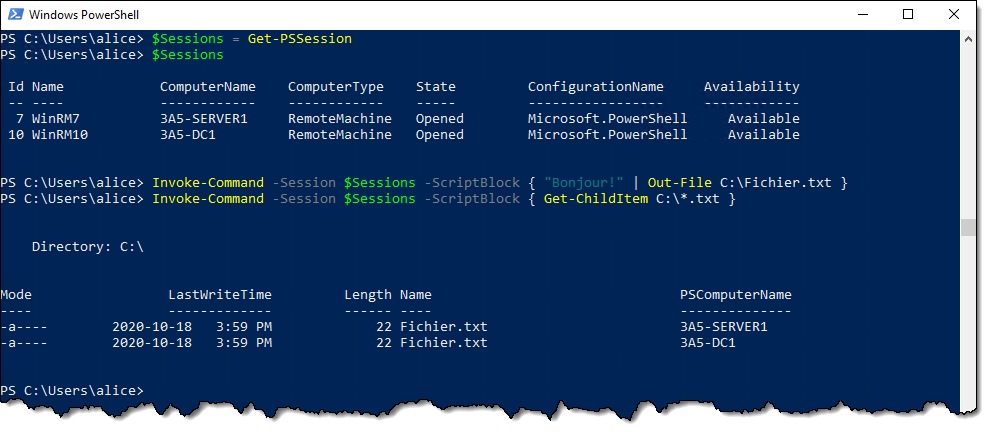 Windows PowerShell
PS C:\Users\alice> $Sessions = Get-PSSession
PS C:\Users\alice> $Sessions
Id Name ComputerName ComputerType State ConfigurationName Availability
-- ---- ------------ ------------ ----- ----------------- ------------
7 WinRM7 3A5-SERVER1 RemoteMachine Opened Microsoft.PowerShell Available
10 WinRM10 3A5-DC1 RemoteMachine Opened Microsoft.PowerShell Available
PS C:\Users\alice> Invoke-Command -Session $Sessions -ScriptBlock { "Bonjour!" | Out-File C:\Fichier.txt }
PS C:\Users\alice> Invoke-Command -Session $Sessions -ScriptBlock { Get-ChildItem C:\*.txt }
Directory: C:\
Mode LastWriteTime Length Name PSComputerName
---- ------------- ------ ---- --------------
-a---- 2020-10-18 3:59 PM 22 Fichier.txt 3A5-SERVER1
-a---- 2020-10-18 3:59 PM 22 Fichier.txt 3A5-DC1
PS C:\Users\alice>